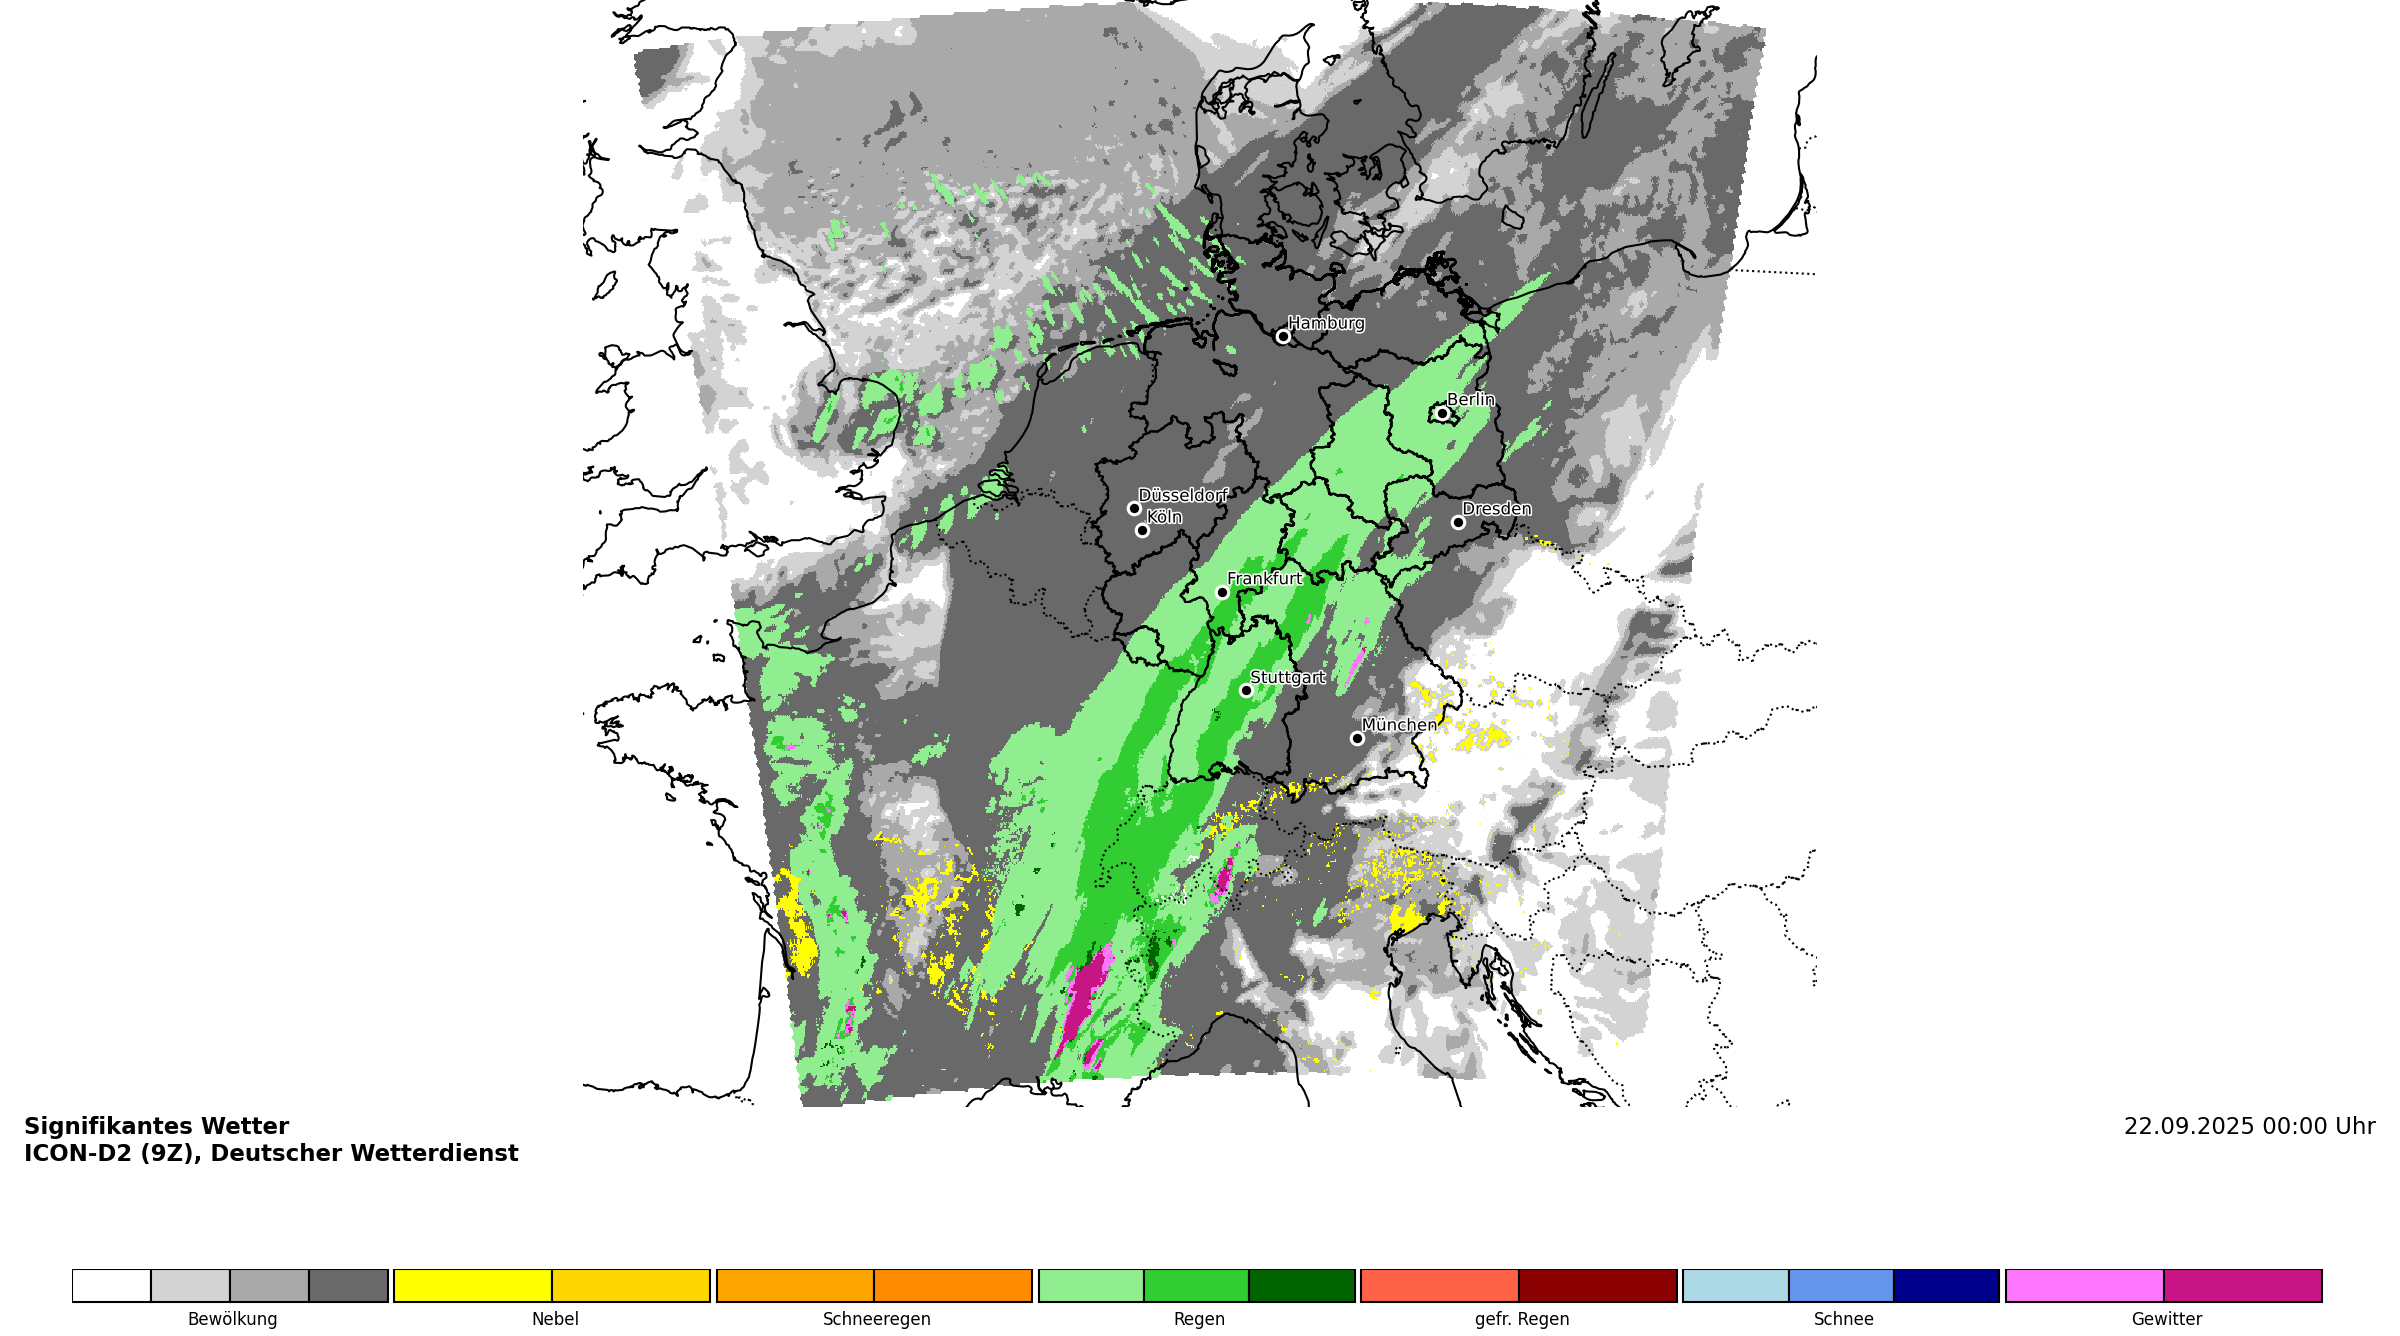 Hamburg
Berlin
Düsseldorf
Köln
Dresden
Frankfurt
Stuttgart
München
Signifikantes Wetter
22.09.2025 00:00 Uhr
ICON-D2 (9Z), Deutscher Wetterdienst
Bewölkung
Nebel
Schneeregen
Regen
gefr. Regen
Schnee
Gewitter